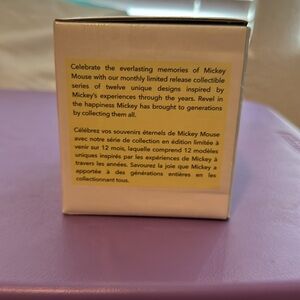 Celebrate the everlasting memories of Mickey
Mouse with our monthly limited release collectible
series of twelve unique designs inspired by
Mickey's experiences through the years. Revel in
the happiness Mickey has brought to generations
by collecting them all.
Célébrez vos souvenirs éternels de Mickey Mouse
avec notre série de collection en édition limitée à
venir sur 12 mois, laquelle comprend 12 modèles
uniques inspirés par les expériences de Mickey à
travers les années. Savourez la joie que Mickey a
apportée à des générations entières en les
collectionnant tous.